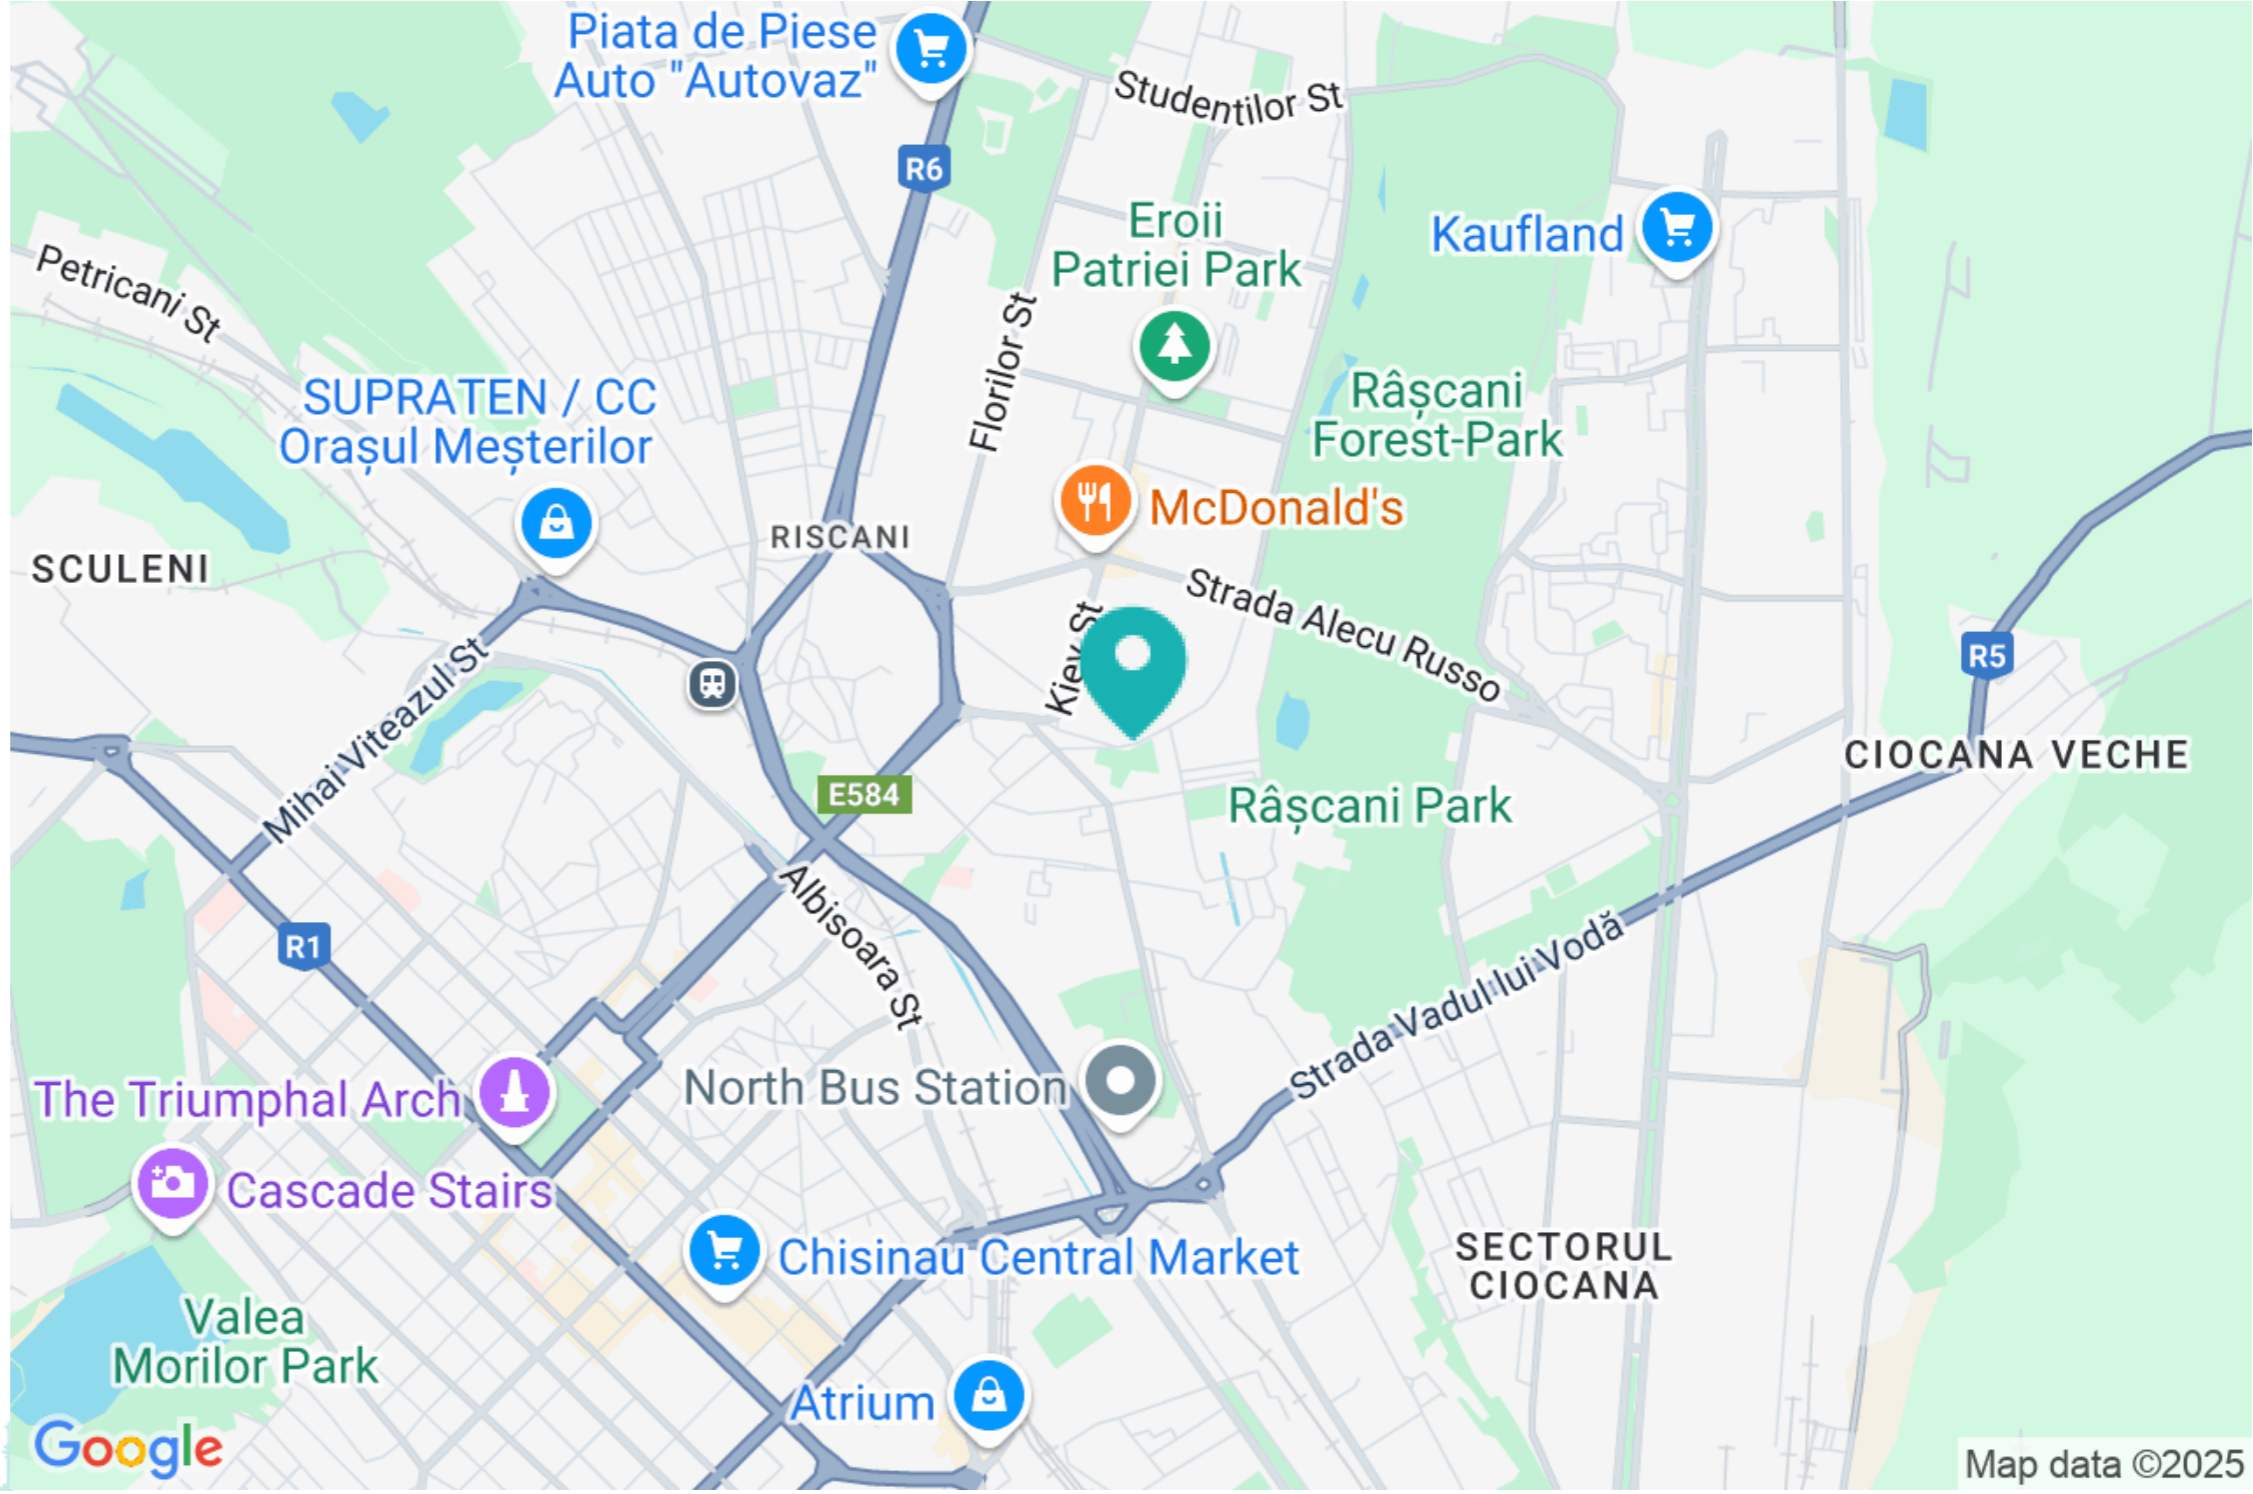 Piata de Piese
Auto "Autovaz"
Studentilor St
R6
Eroii
Patriei Park
Kaufland
Petricani St
Florilor St
SUPRATEN / CC
Orașul Meșterilor
Râșcani
Forest-Park
McDonald's
RISCANI
SCULENI
Strada Alecu Russo
Kiev St
R5
Mihai Viteazul St
CIOCANA VECHE
E584
Râșcani Park
Albisoara St
R1
Strada Vadul lui Vodă
The Triumphal Arch
North Bus Station
Cascade Stairs
Chisinau Central Market
SECTORUL
CIOCANA
Valea
Morilor Park
Atrium
Google
Map data ©2025